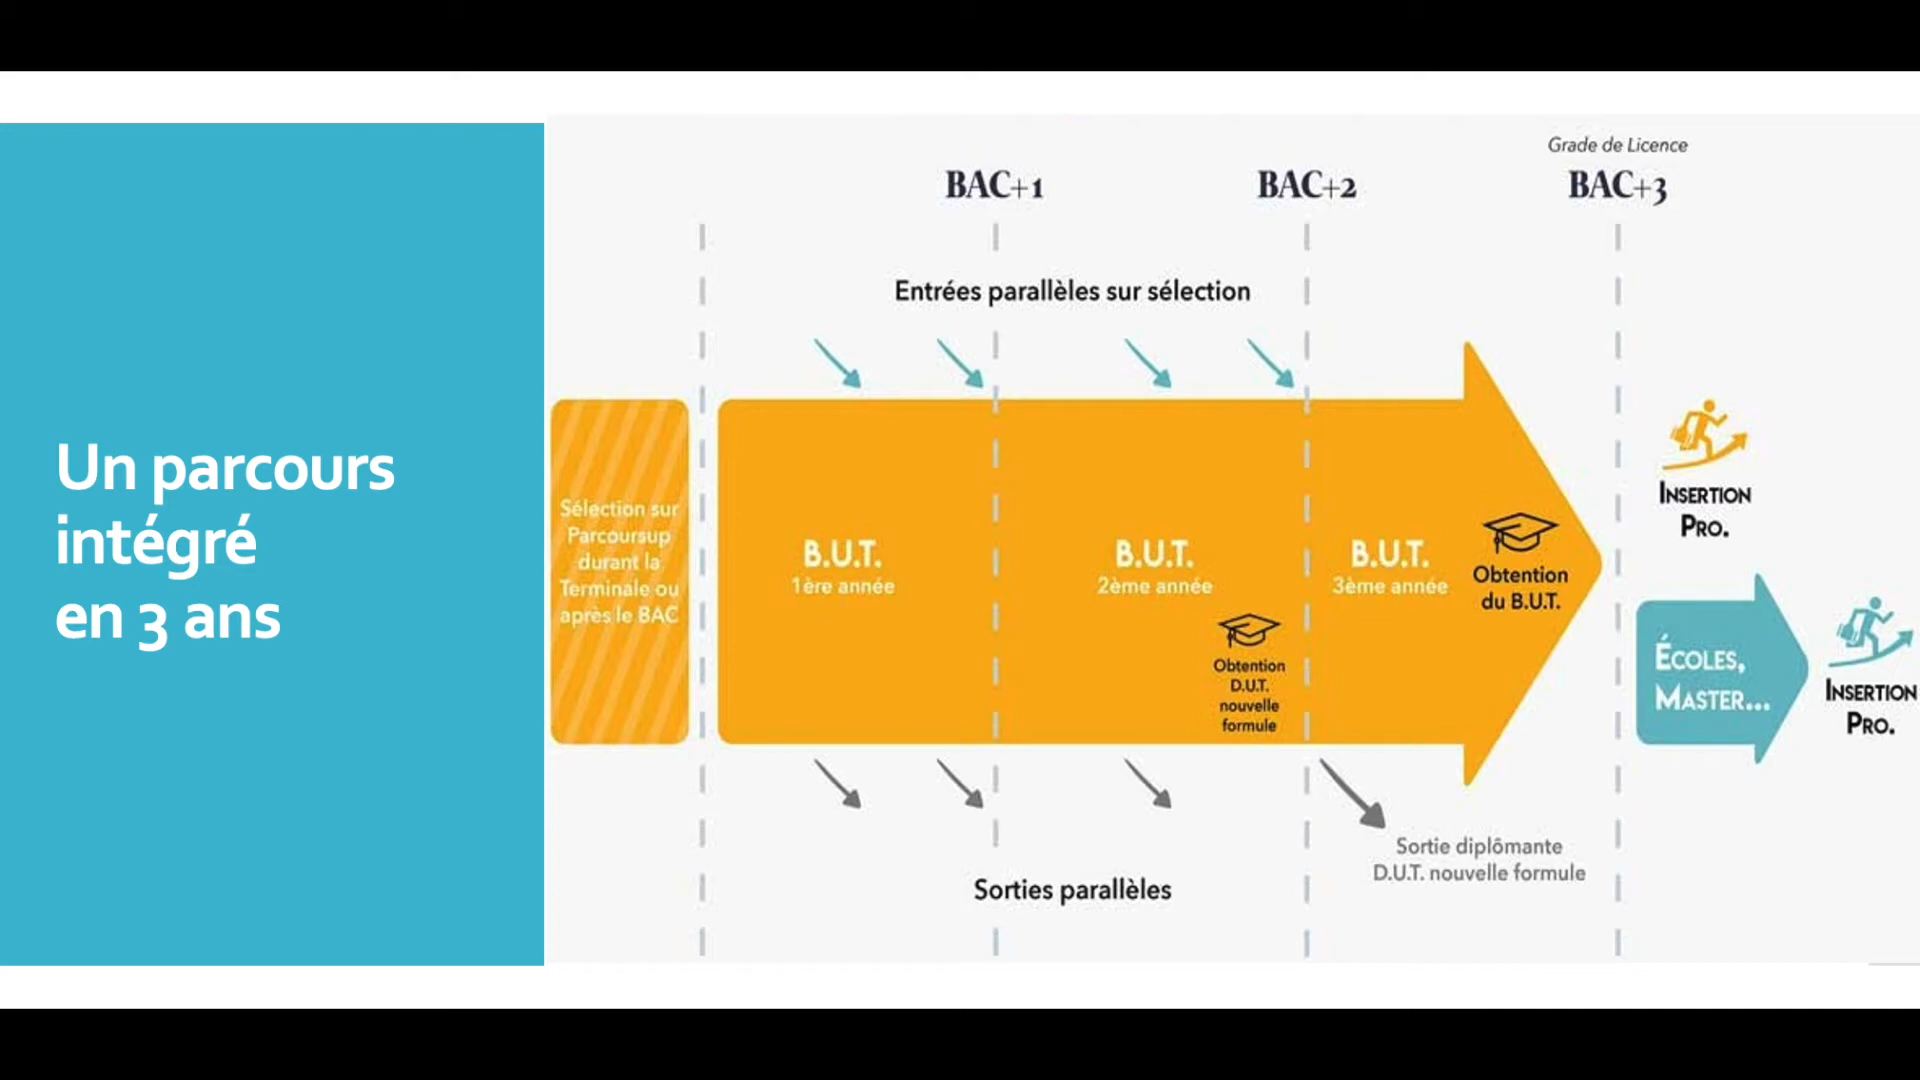 Un parcours
intégré
en 3 ans
Grade de Licence
BAC+1
BAC+2
BAC+3
Entrées parallèles sur sélection
Sélection sur
Parcoursup
durant la
Terminale ou
après le BAC
B.U.T.
1ère année
B.U.T.
2ème année
Obtention
D.U.T.
nouvelle
formule
B.U.T.
3ème année
Obtention
du B.U.T.
INSERTION
PRO.
ÉCOLES,
MASTER...
INSERTION
PRO.
Sortie diplômante
D.U.T. nouvelle formule
Sorties parallèles